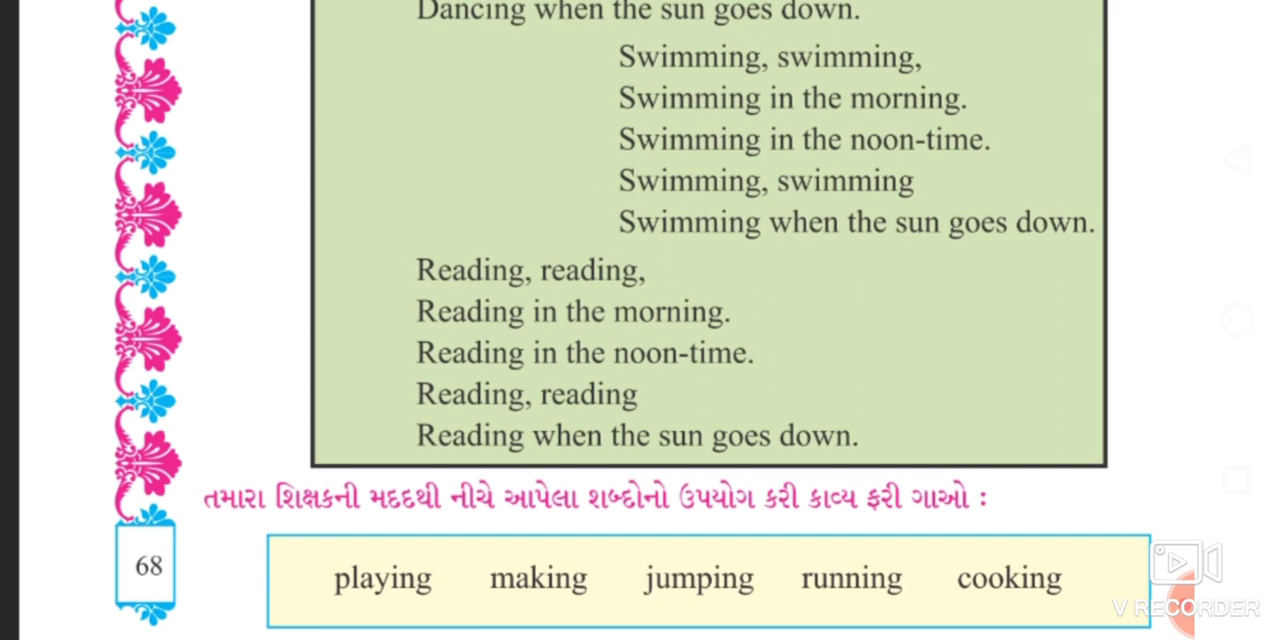 Dancing when the sun goes down.
Swimming, swimming,
Swimming in the morning.
Swimming in the noon-time.
Swimming, swimming
Swimming when the sun goes down.
Reading, reading,
Reading in the morning.
Reading in the noon-time.
Reading, reading
Reading when the sun goes down.
તમારા શિક્ષકની મદદથી નીચે આપેલા શબ્દોનો ઉપયોગ કરી કાવ્ય ફરી ગાઓ :
68
playing making jumping running cooking
V RECORDER